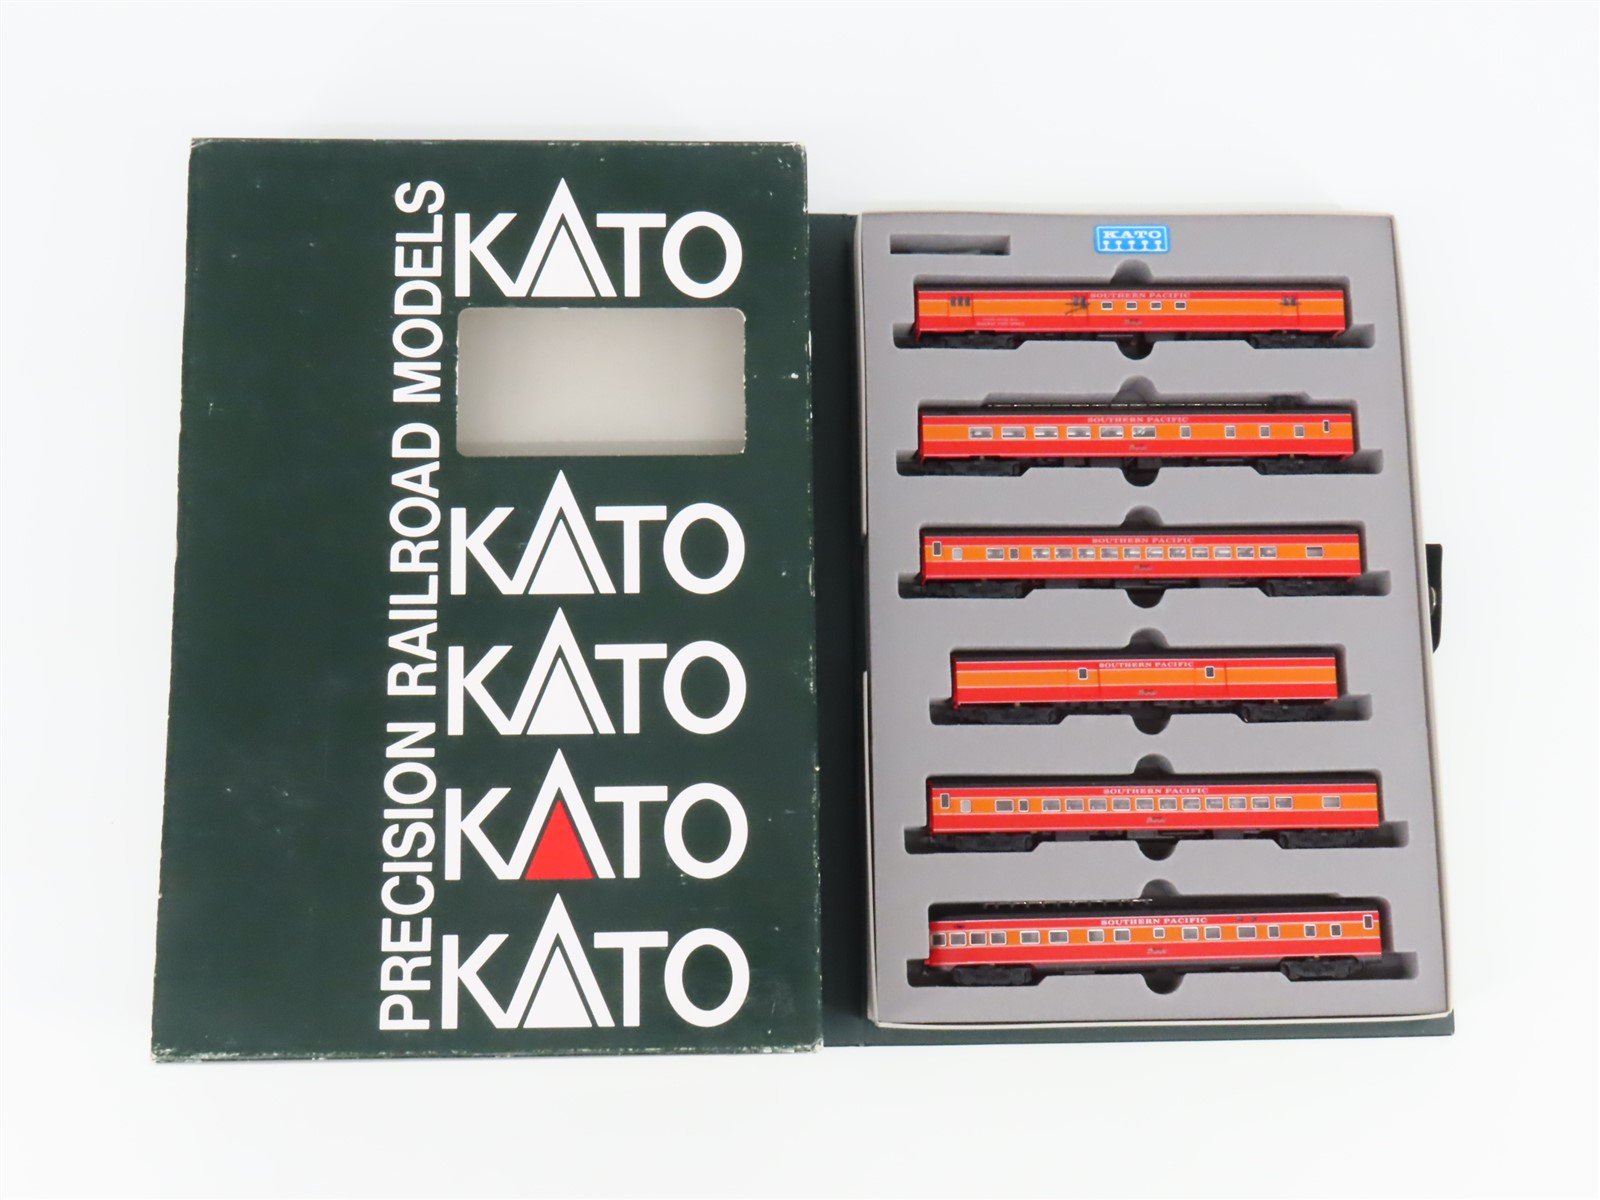 PRECISION RAILROAD MODELS
KATO
KATO
KATO
KATO
KATO
KATO
SOUTHERN PACIFIC
SOUTHERN PACIFIC
SOUTHERN PACIFIC
SOUTHERN PACIFIC
SOUTHERN PACIFIC
SOUTHERN PACIFIC